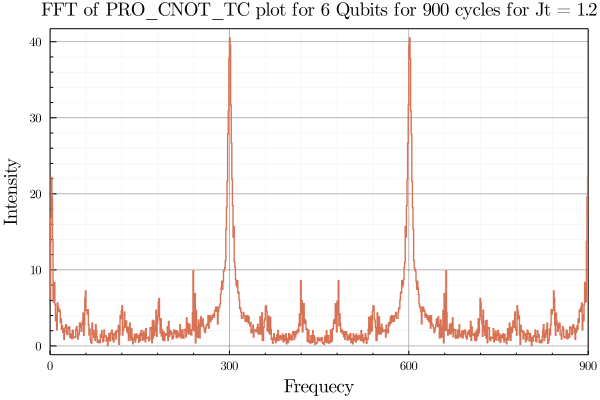 FFT of PRO_CNOT_TC plot for 6 Qubits for 900 cycles for Jt = 1.2
40
30
20
10
0
Intensity
0 300 600 900
Frequecy